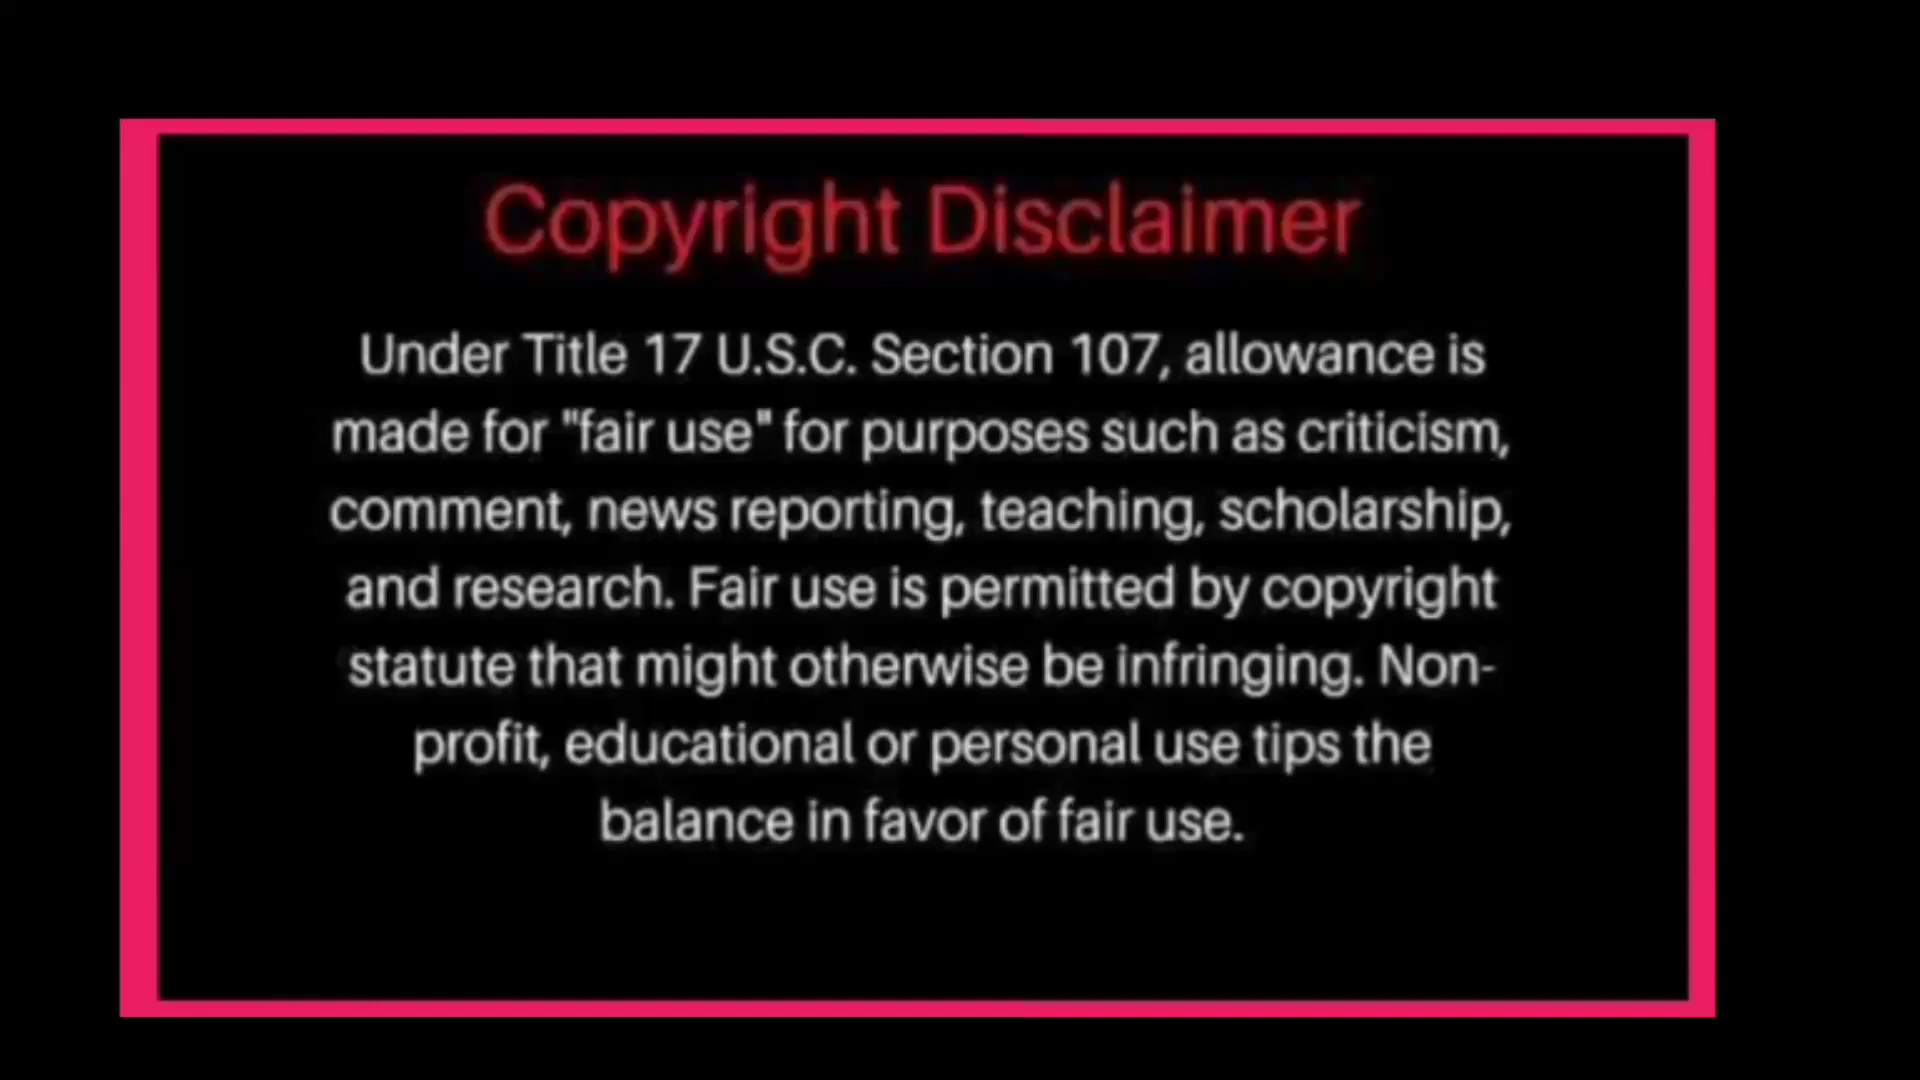 Copyright Disclaimer
Under Title 17 U.S.C. Section 107, allowance is
made for "fair use" for purposes such as criticism,
comment, news reporting, teaching, scholarship,
and research. Fair use is permitted by copyright
statute that might otherwise be infringing. Non-
profit, educational or personal use tips the
balance in favor of fair use.